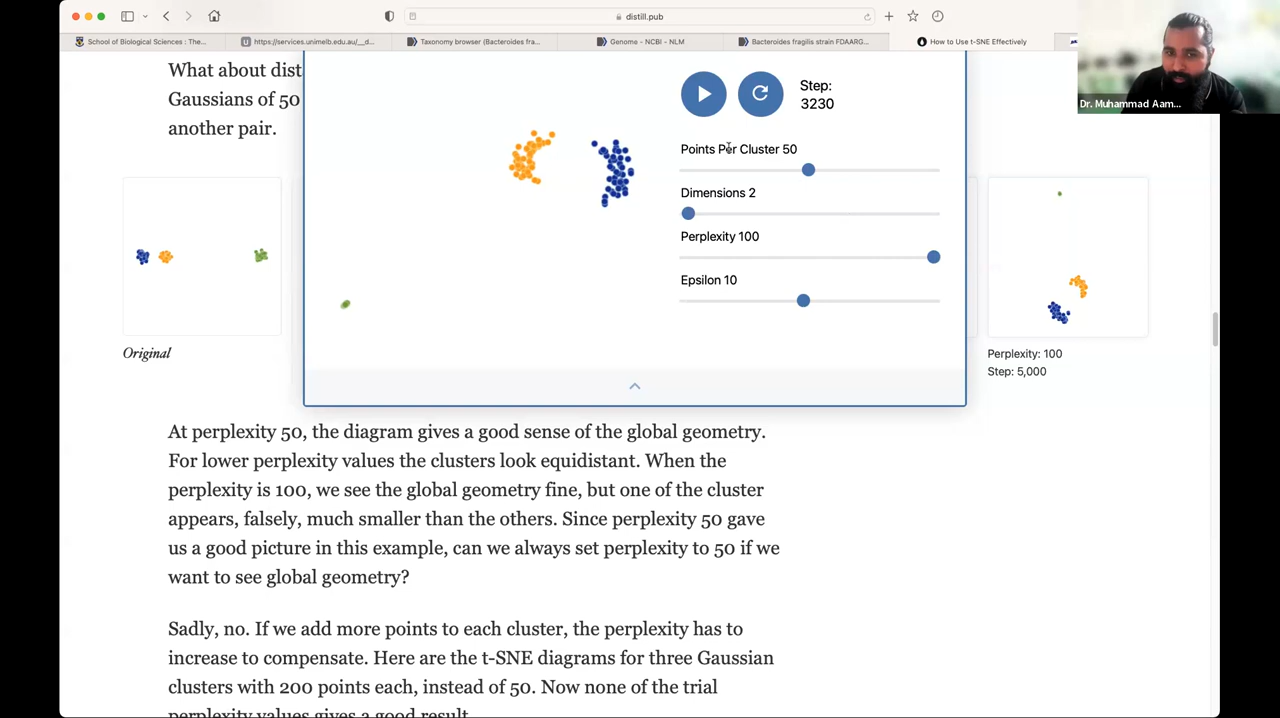 distill.pub
School of Biological Sciences : The...
https://services.unimelb.edu.au/__d...
Taxonomy browser (Bacteroides fra...
Genome - NCBI - NLM
Bacteroides fragilis strain FDAARG...
How to Use t-SNE Effectively
Dr. Muhammad Aam...
What about dist
Gaussians of 50
another pair.
Step:
3230
Points Per Cluster 50
Dimensions 2
Perplexity 100
Epsilon 10
Original
Perplexity: 100
Step: 5,000
At perplexity 50, the diagram gives a good sense of the global geometry.
For lower perplexity values the clusters look equidistant. When the
perplexity is 100, we see the global geometry fine, but one of the cluster
appears, falsely, much smaller than the others. Since perplexity 50 gave
us a good picture in this example, can we always set perplexity to 50 if we
want to see global geometry?
Sadly, no. If we add more points to each cluster, the perplexity has to
increase to compensate. Here are the t-SNE diagrams for three Gaussian
clusters with 200 points each, instead of 50. Now none of the trial
perplexity values gives a good result.